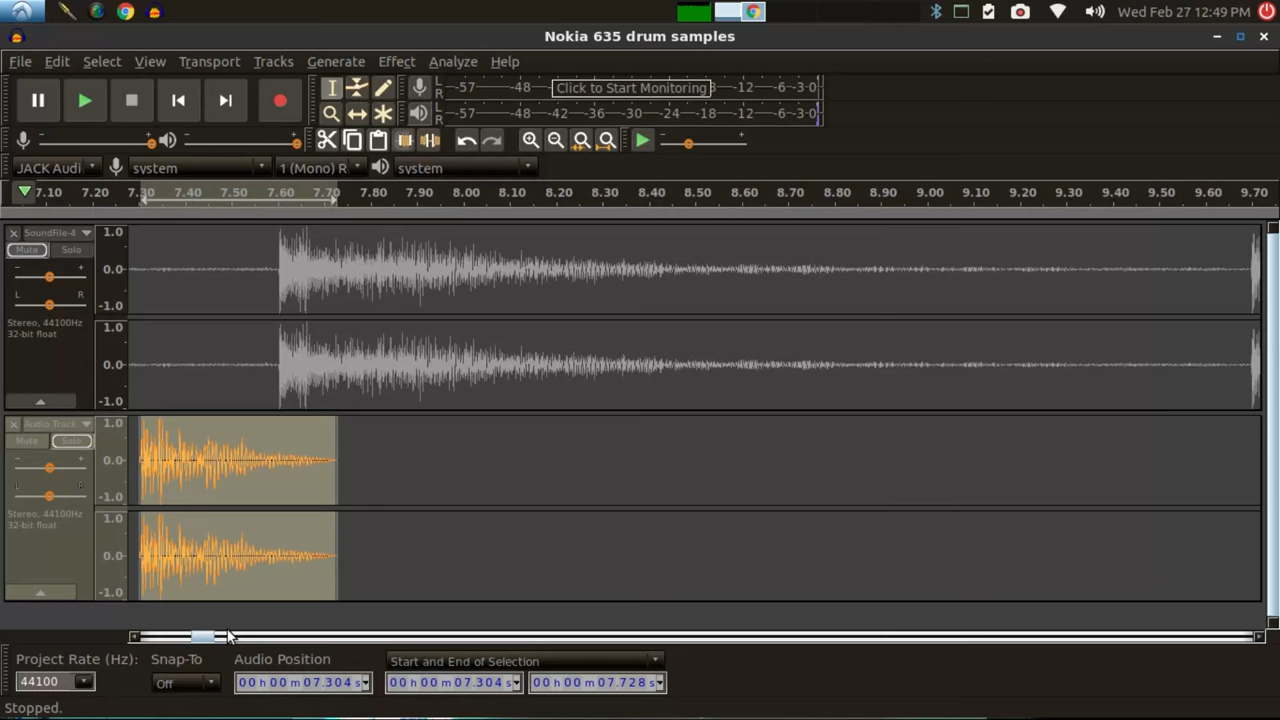 Wed Feb 27 12:49 PM
Nokia 635 drum samples
File Edit Select View Transport Tracks Generate Effect Analyze Help
L R -57 -48 Click to Start Monitoring 8 -12 -6 -3 0
L R -57 -48 -42 -36 -30 -24 -18 -12 -6 -3 0
- + - + - +
JACK Audi system 1 (Mono) R system
7.10 7.20 7.30 7.40 7.50 7.60 7.70 7.80 7.90 8.00 8.10 8.20 8.30 8.40 8.50 8.60 8.70 8.80 8.90 9.00 9.10 9.20 9.30 9.40 9.50 9.60 9.70
SoundFile-4 1.0
Mute Solo
- + 0.0
L R
-1.0
Stereo, 44100Hz 1.0
32-bit float
0.0
-1.0
Audio Track 1.0
Mute Solo
- + 0.0
L R
-1.0
Stereo, 44100Hz 1.0
32-bit float
0.0
-1.0
Project Rate (Hz): Snap-To Audio Position Start and End of Selection
44100 Off 00 h 00 m 07.304 s 00 h 00 m 07.304 s 00 h 00 m 07.728 s
Stopped.